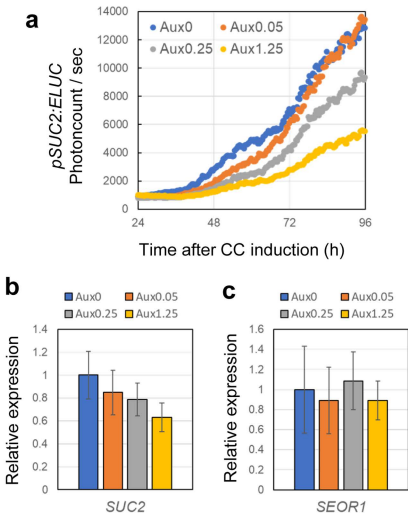 a
pSUC2:ELUC
Photoncount / sec
14000
12000
10000
8000
6000
4000
2000
0
Aux0
Aux0.05
Aux0.25
Aux1.25
24
48
72
96
Time after CC induction (h)
b
Aux0
Aux0.05
Aux0.25
Aux1.25
Relative expression
1.4
1.2
1
0.8
0.6
0.4
0.2
0
SUC2
c
Aux0
Aux0.05
Aux0.25
Aux1.25
Relative expression
1.6
1.4
1.2
1
0.8
0.6
0.4
0.2
0
SEOR1